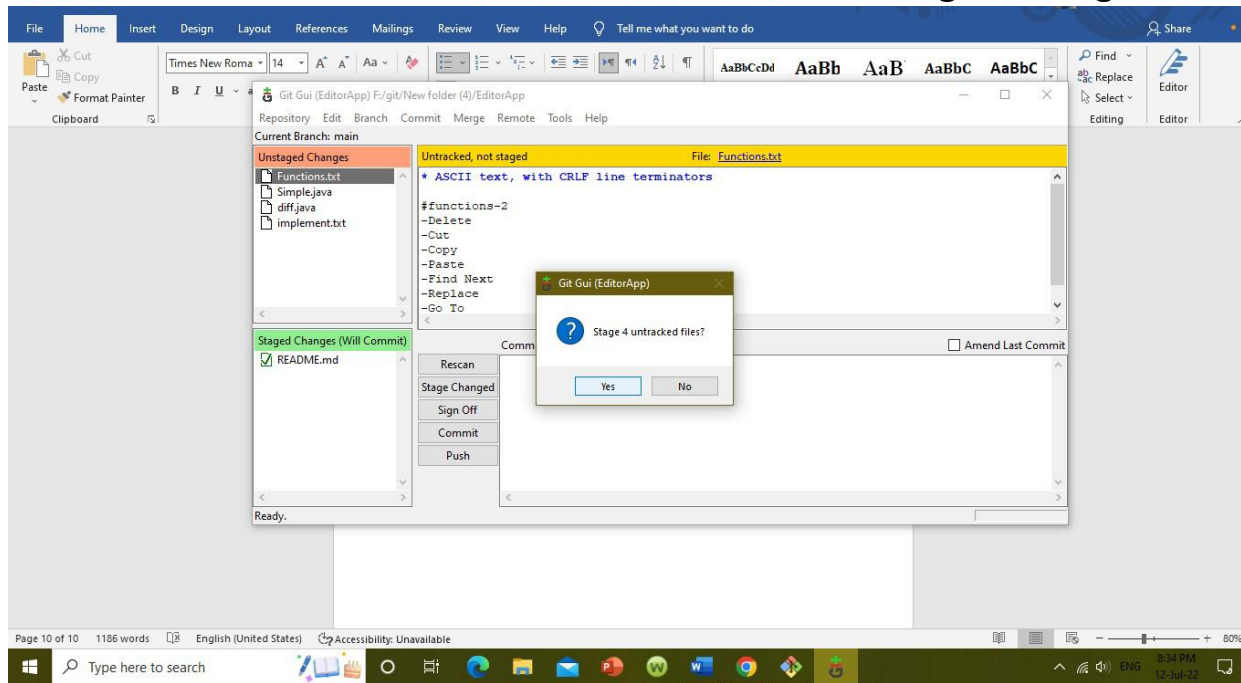 File Home Insert Design Layout References Mailings Review View Help Tell me what you want to do Share
Cut
Copy
Paste
Format Painter
Clipboard
Times New Roma 14 A A Aa
B I U
AaBbCcDd AaBb AaB AaBbC AaBbC
Find
Replace
Select
Editing
Editor
Editor
Git Gui (EditorApp) F:/git/New folder (4)/EditorApp
Repository Edit Branch Commit Merge Remote Tools Help
Current Branch: main
Unstaged Changes
Functions.txt
Simple.java
diff.java
implement.txt
Untracked, not staged File: Functions.txt
* ASCII text, with CRLF line terminators
#functions-2
-Delete
-Cut
-Copy
-Paste
-Find Next
-Replace
-Go To
Git Gui (EditorApp)
Stage 4 untracked files?
Yes No
Staged Changes (Will Commit)
README.md
Amend Last Commit
Rescan
Stage Changed
Sign Off
Commit
Push
Ready.
Page 10 of 10 1186 words English (United States) Accessibility: Unavailable 80%
Type here to search
ENG
8:34 PM
12-Jul-22